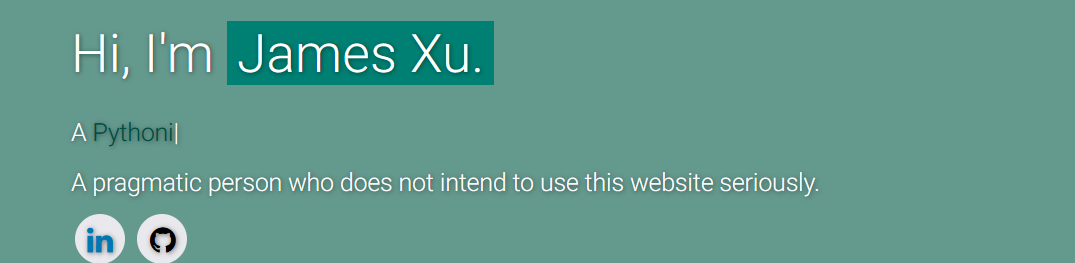 Hi, I'm James Xu.
A Pythoni|
A pragmatic person who does not intend to use this website seriously.
in